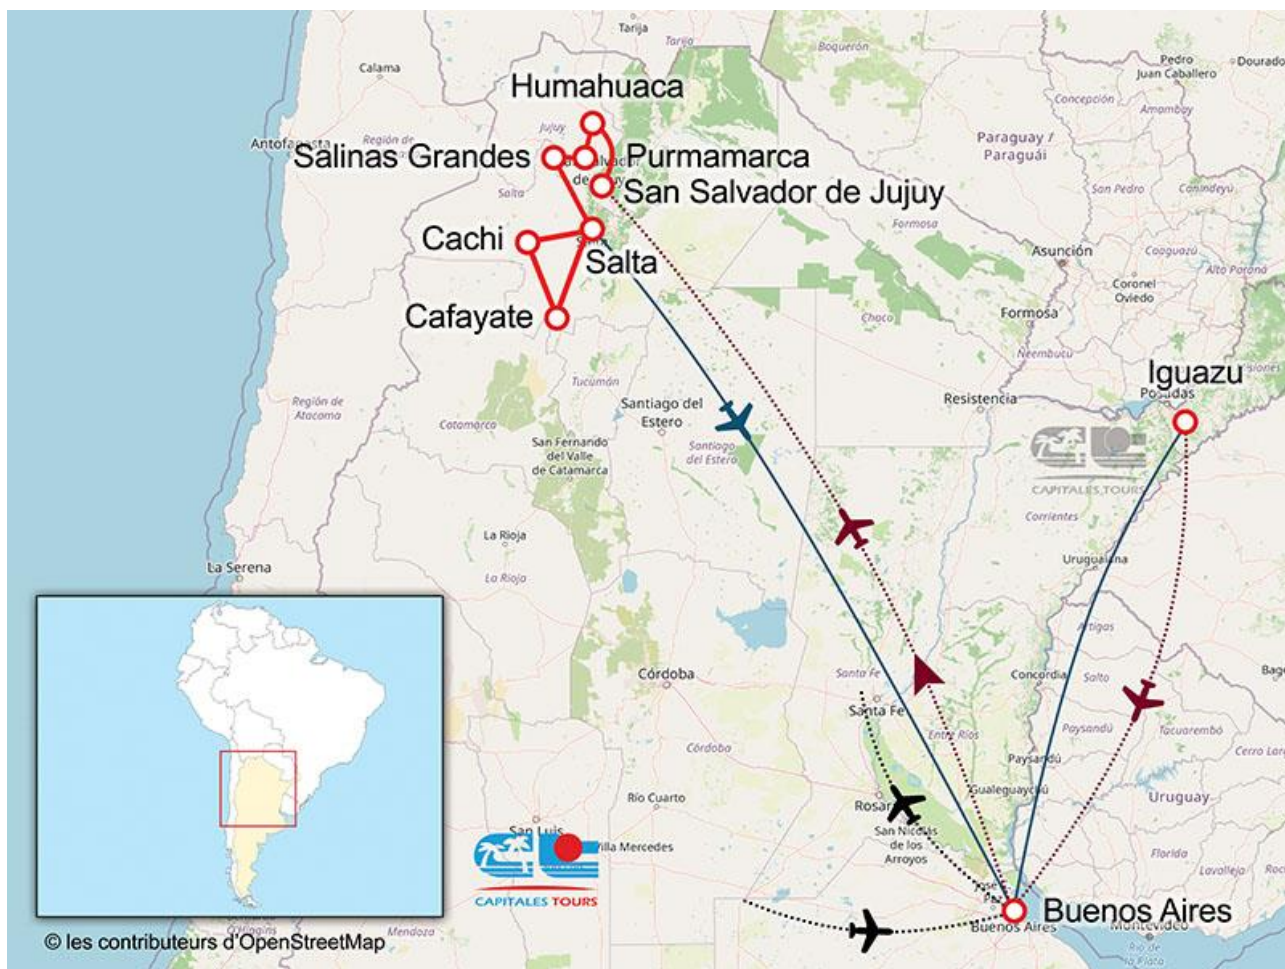 Tarija
Tarija
Boquerón
Pedro
Juan Caballero
Dourado
Calama
Humahuaca
Concepción
Amambay
Jujuy
Antofagasta
Región de
Salinas Grandes
Purmamarca
Paraguay /
Paraguái
San Salvador de Jujuy
Salta
San Pedro
Canindeyú
Formosa
Cachi
Salta
Asunción
Caaguazú
Alto Paraná
Coronel
Oviedo
Cafayate
Chaco
Formosa
Ñeembucú
Iguazu
Misiones
Posadas
Tucumán
Región de
Atacama
Santiago del
Estero
Resistencia
Catamarca
San Fernando
del Valle
de Catamarca
Santiago
del Estero
CAPITALES TOURS
Corrientes
La Rioja
La Rioja
La Serena
Uruguaiana
Artigas
Córdoba
Santa Fe
Santa Fe
Concordia
Salto
Entre Ríos
Paysandú
Tacuarembó
Córdoba
Paysandú
Cerro Larg
Gualeguaychú
Río Cuarto
Rosario
Uruguay
San Luis
Villa Mercedes
San Nicolás
de los
Arroyos
Florida
Lavalleja
CAPITALES TOURS
José
Buenos Aires
Buenos Aires
Montevideo
Río de
la Plata
O'Higgins
Mendoza
© les contributeurs d'OpenStreetMap